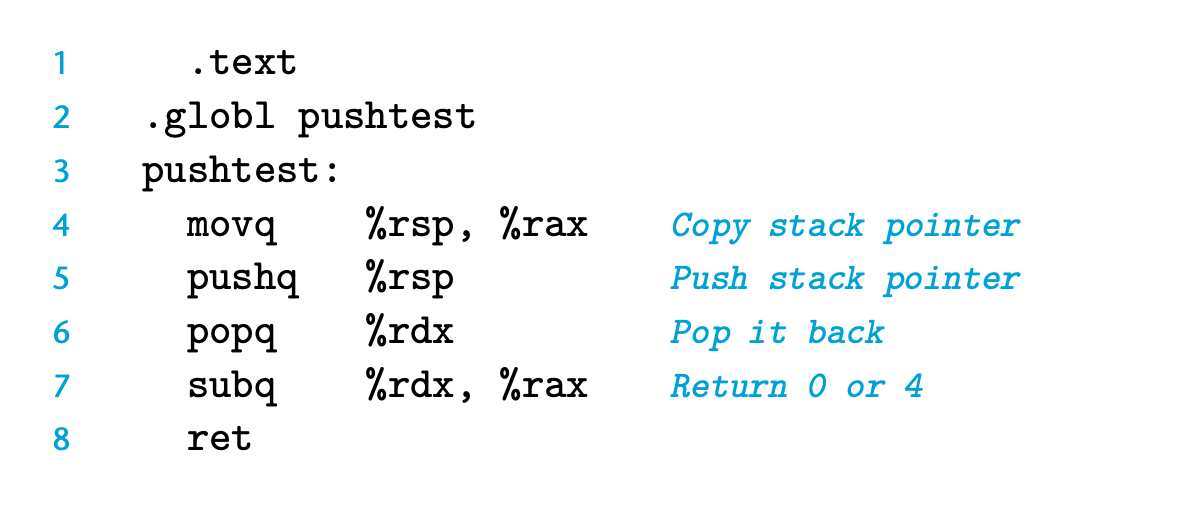 1 .text
2 .globl pushtest
3 pushtest:
4 movq %rsp, %rax Copy stack pointer
5 pushq %rsp Push stack pointer
6 popq %rdx Pop it back
7 subq %rdx, %rax Return 0 or 4
8 ret